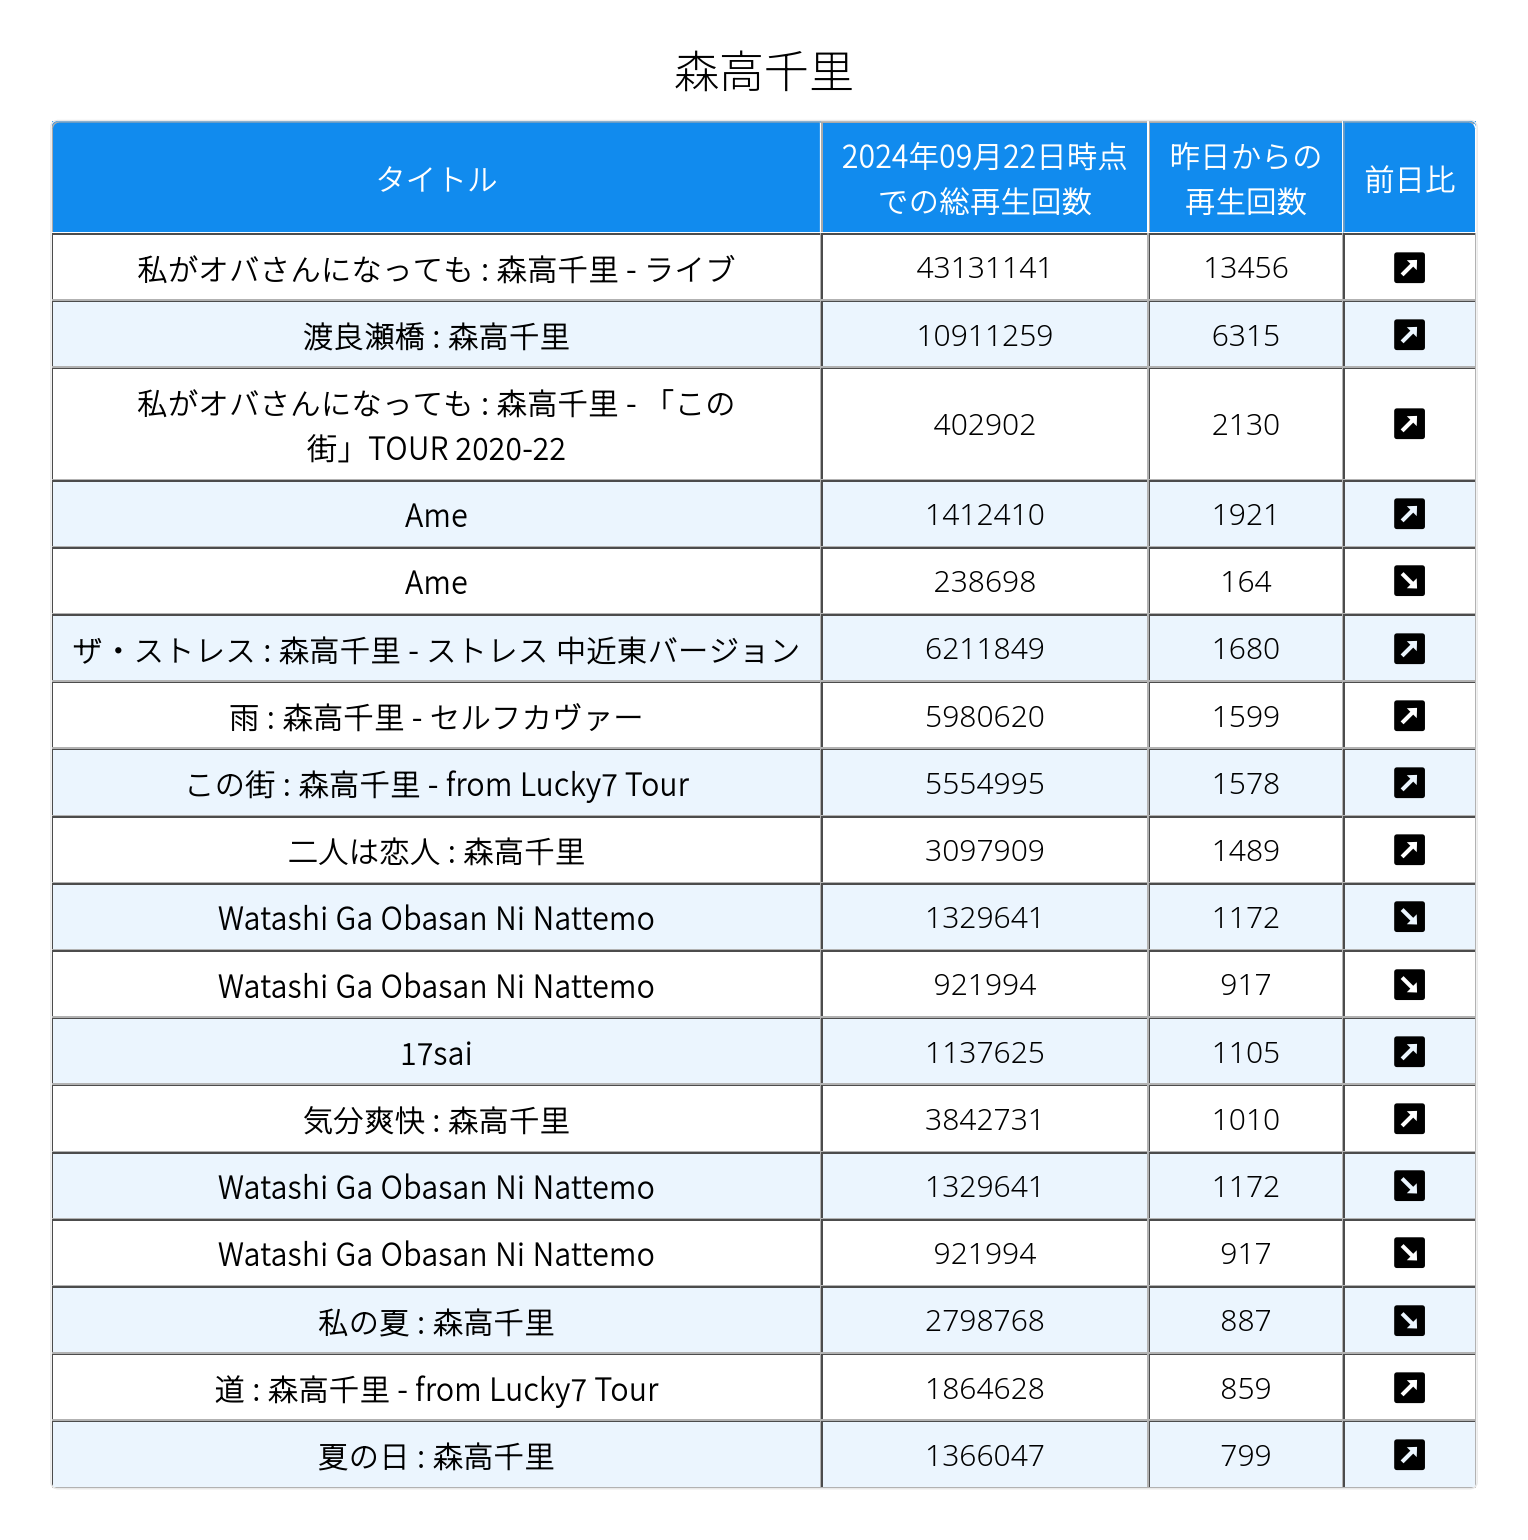 森高千里
タイトル
2024年09月22日時点
での総再生回数
昨日からの
再生回数
前日比
私がオバさんになっても : 森高千里 - ライブ 43131141 13456
渡良瀬橋 : 森高千里 10911259 6315
私がオバさんになっても : 森高千里 - 「この
街」TOUR 2020-22 402902 2130
Ame 1412410 1921
Ame 238698 164
ザ・ストレス : 森高千里 - ストレス 中近東バージョン 6211849 1680
雨 : 森高千里 - セルフカヴァー 5980620 1599
この街 : 森高千里 - from Lucky7 Tour 5554995 1578
二人は恋人 : 森高千里 3097909 1489
Watashi Ga Obasan Ni Nattemo 1329641 1172
Watashi Ga Obasan Ni Nattemo 921994 917
17sai 1137625 1105
気分爽快 : 森高千里 3842731 1010
Watashi Ga Obasan Ni Nattemo 1329641 1172
Watashi Ga Obasan Ni Nattemo 921994 917
私の夏 : 森高千里 2798768 887
道 : 森高千里 - from Lucky7 Tour 1864628 859
夏の日 : 森高千里 1366047 799